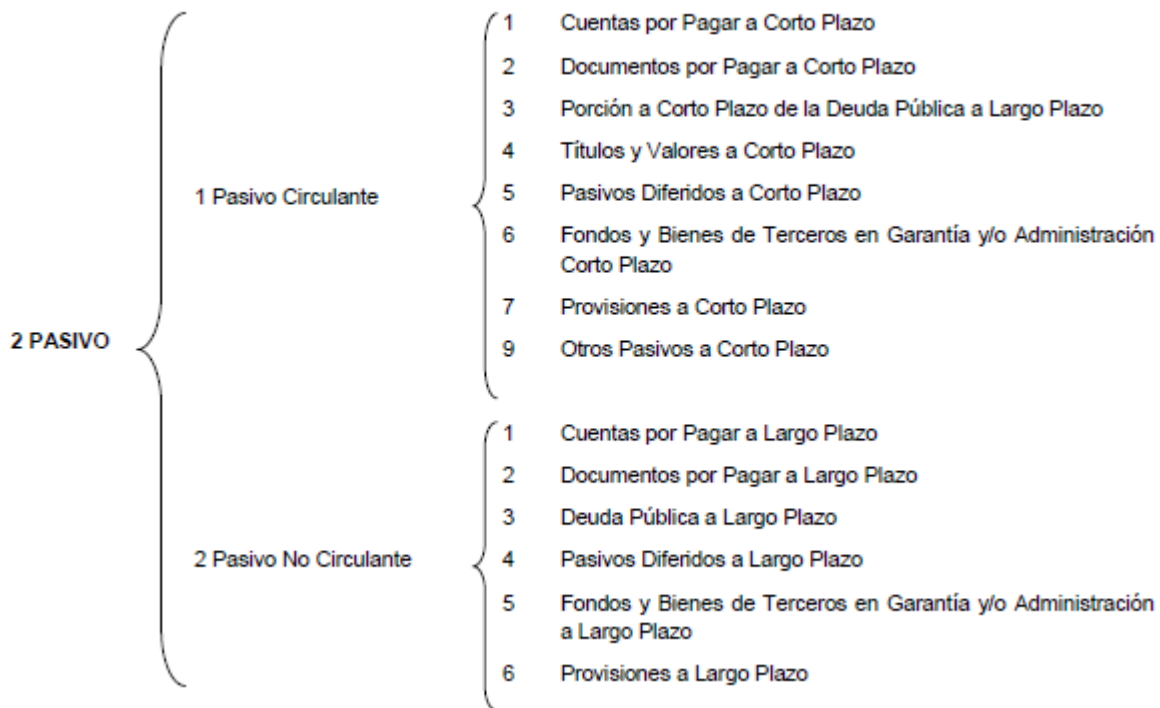 1 Cuentas por Pagar a Corto Plazo
2 Documentos por Pagar a Corto Plazo
3 Porción a Corto Plazo de la Deuda Pública a Largo Plazo
4 Títulos y Valores a Corto Plazo
1 Pasivo Circulante
5 Pasivos Diferidos a Corto Plazo
6 Fondos y Bienes de Terceros en Garantía y/o Administración
Corto Plazo
7 Provisiones a Corto Plazo
2 PASIVO
9 Otros Pasivos a Corto Plazo
1 Cuentas por Pagar a Largo Plazo
2 Documentos por Pagar a Largo Plazo
3 Deuda Pública a Largo Plazo
2 Pasivo No Circulante
4 Pasivos Diferidos a Largo Plazo
5 Fondos y Bienes de Terceros en Garantía y/o Administración
a Largo Plazo
6 Provisiones a Largo Plazo